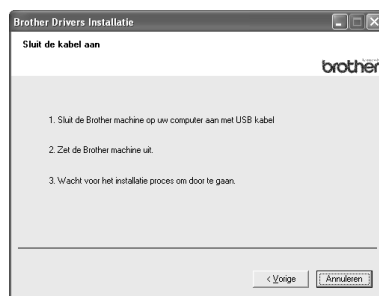 Brother Drivers Installatie
Sluit de kabel aan
brother
1. Sluit de Brother machine op uw computer aan met USB kabel
2. Zet de Brother machine uit.
3. Wacht voor het installatie proces om door te gaan.
< Vorige
Annuleren